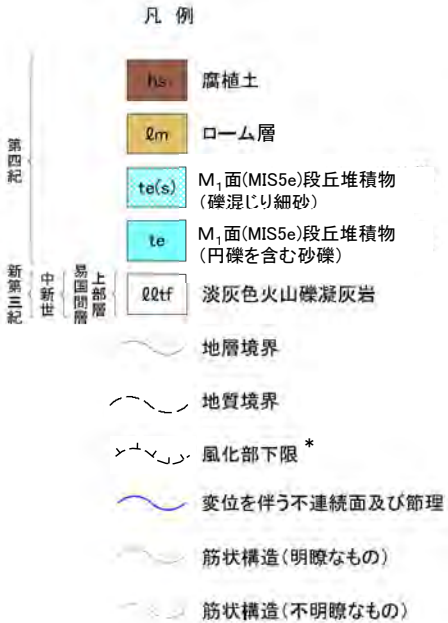 凡 例
hs 腐植土
ℓm ローム層
te(s) M₁面(MIS5e)段丘堆積物
(礫混じり細砂)
te M₁面(MIS5e)段丘堆積物
(円礫を含む砂礫)
ℓℓtf 淡灰色火山礫凝灰岩
第四紀
新第三紀
中新世
易国間層
上部層
地層境界
地質境界
風化部下限*
変位を伴う不連続面及び節理
筋状構造(明瞭なもの)
筋状構造(不明瞭なもの)